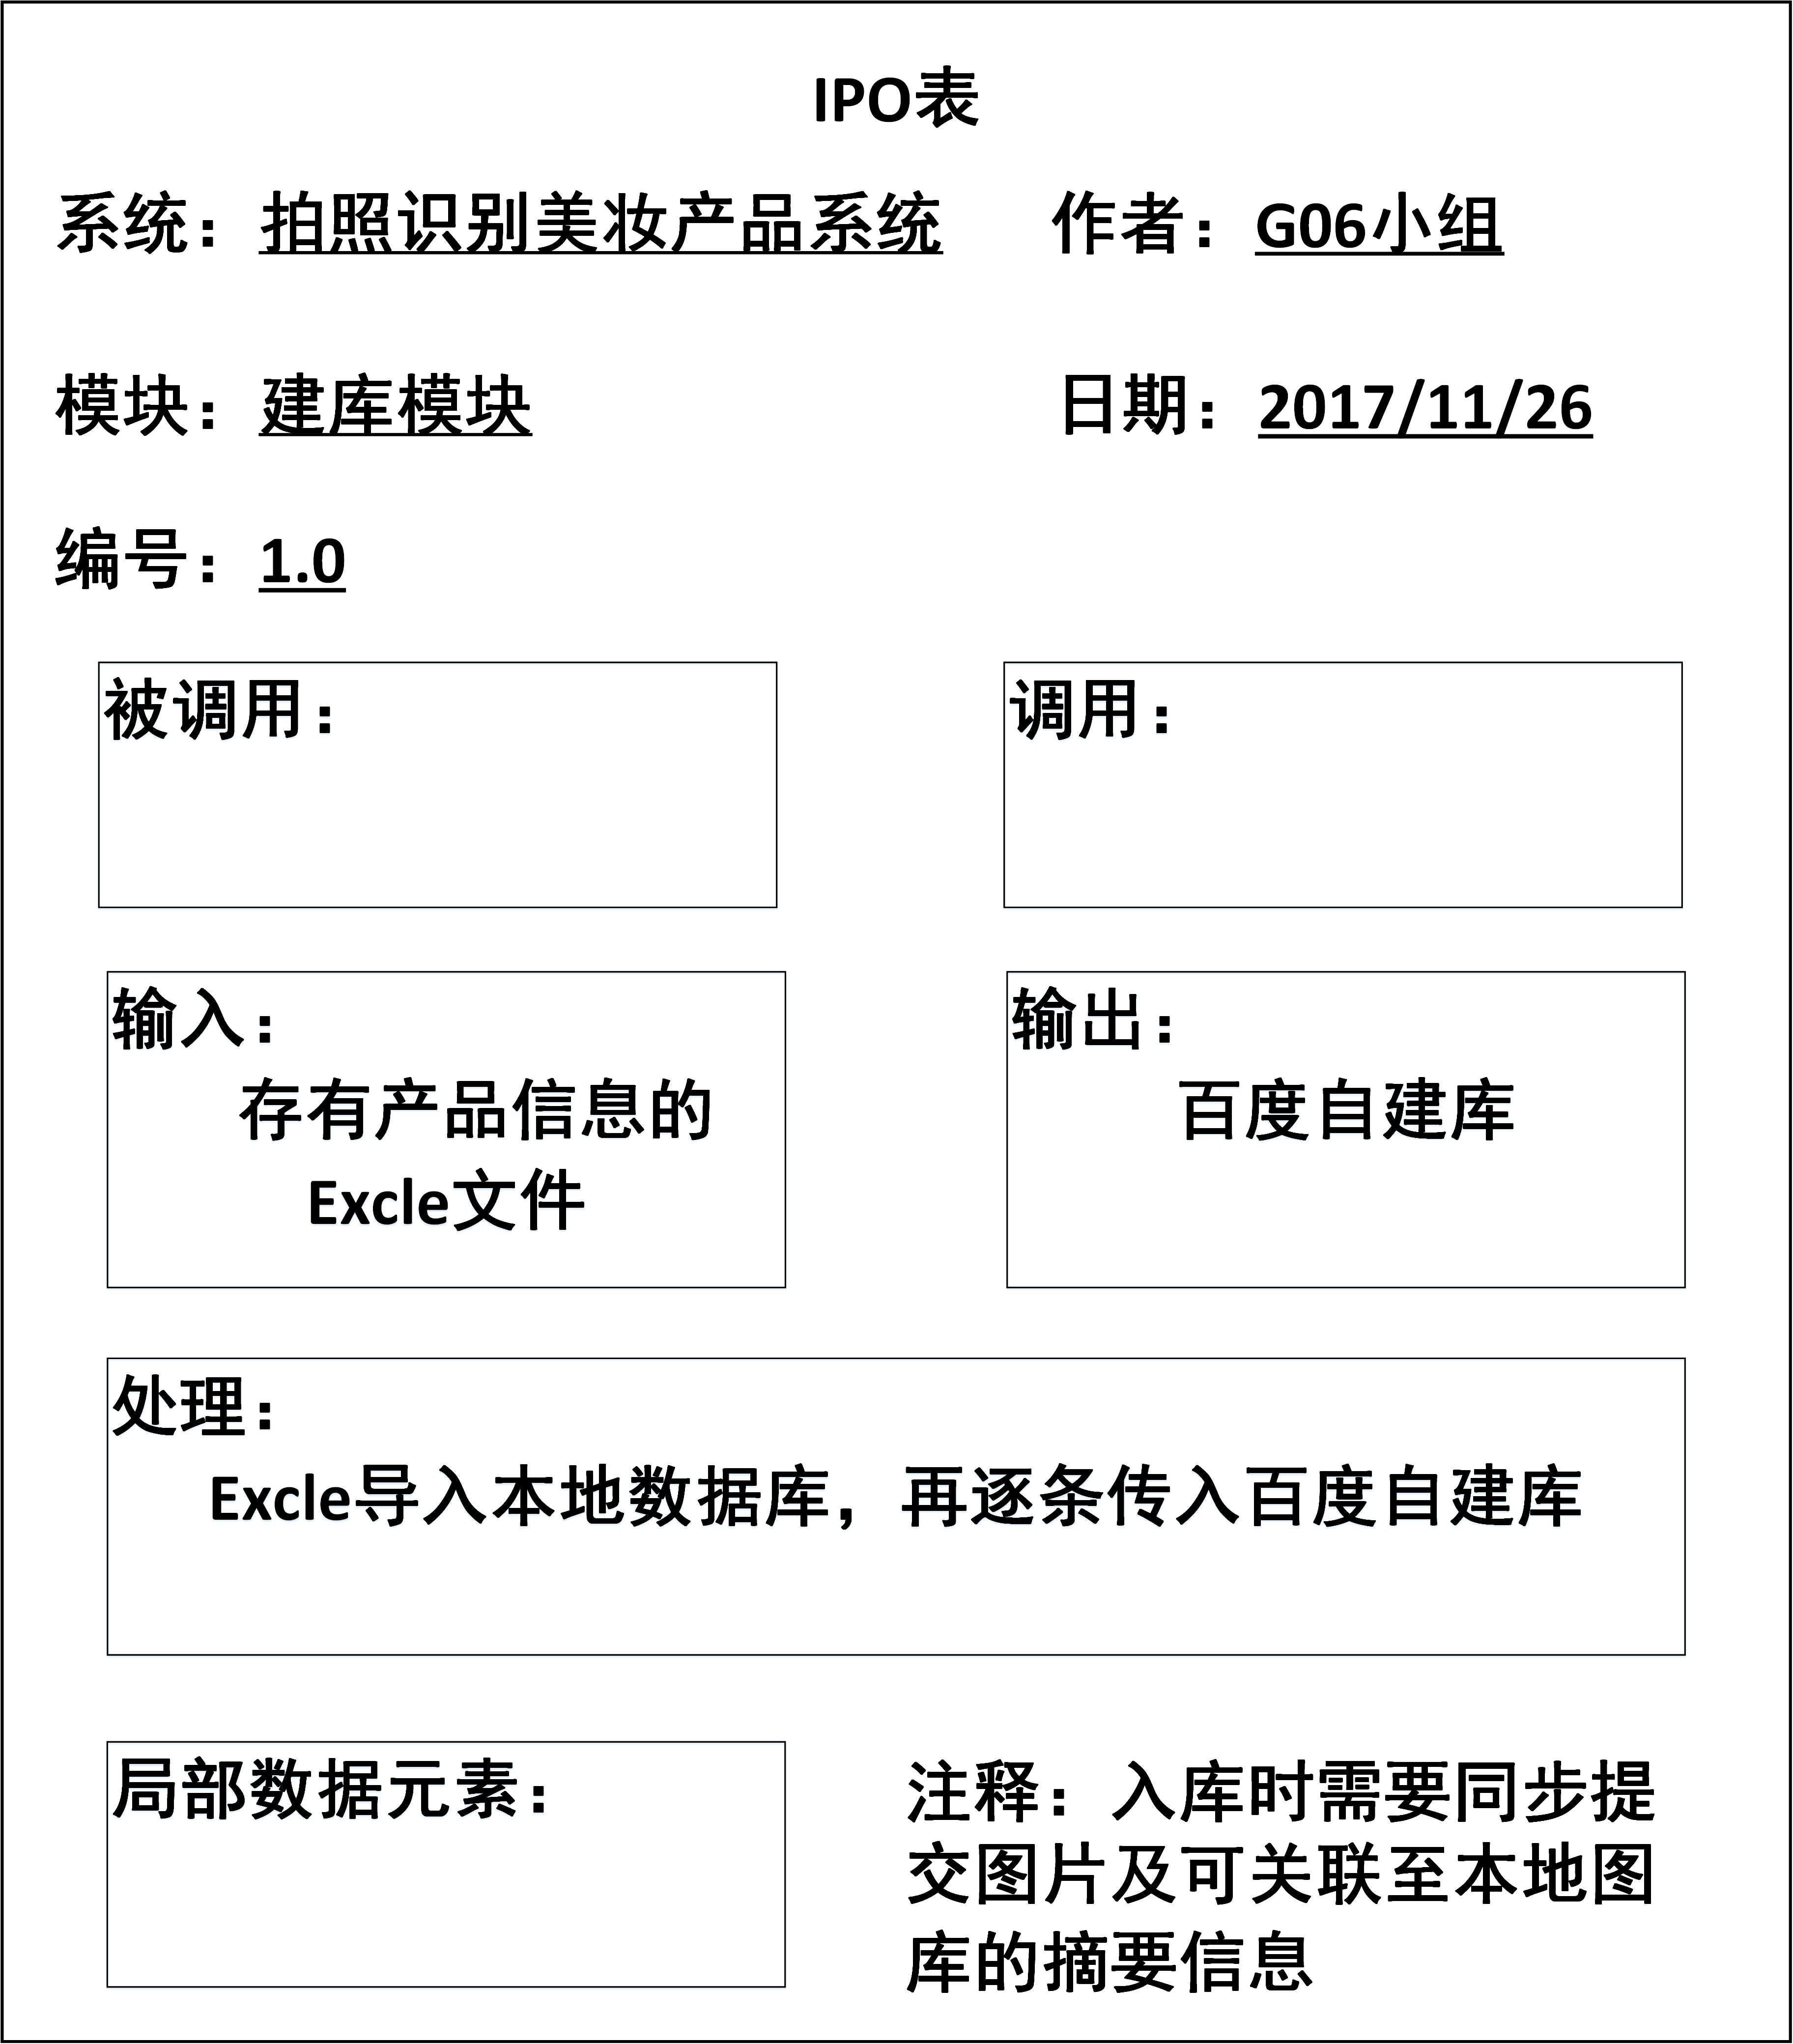 IPO表
系统：拍照识别美妆产品系统 作者：G06小组
模块：建库模块 日期：2017/11/26
编号：1.0
被调用：
调用：
输入：
存有产品信息的
Excle文件
输出：
百度自建库
处理：
Excle导入本地数据库，再逐条传入百度自建库
局部数据元素：
注释：入库时需要同步提
交图片及可关联至本地图
库的摘要信息